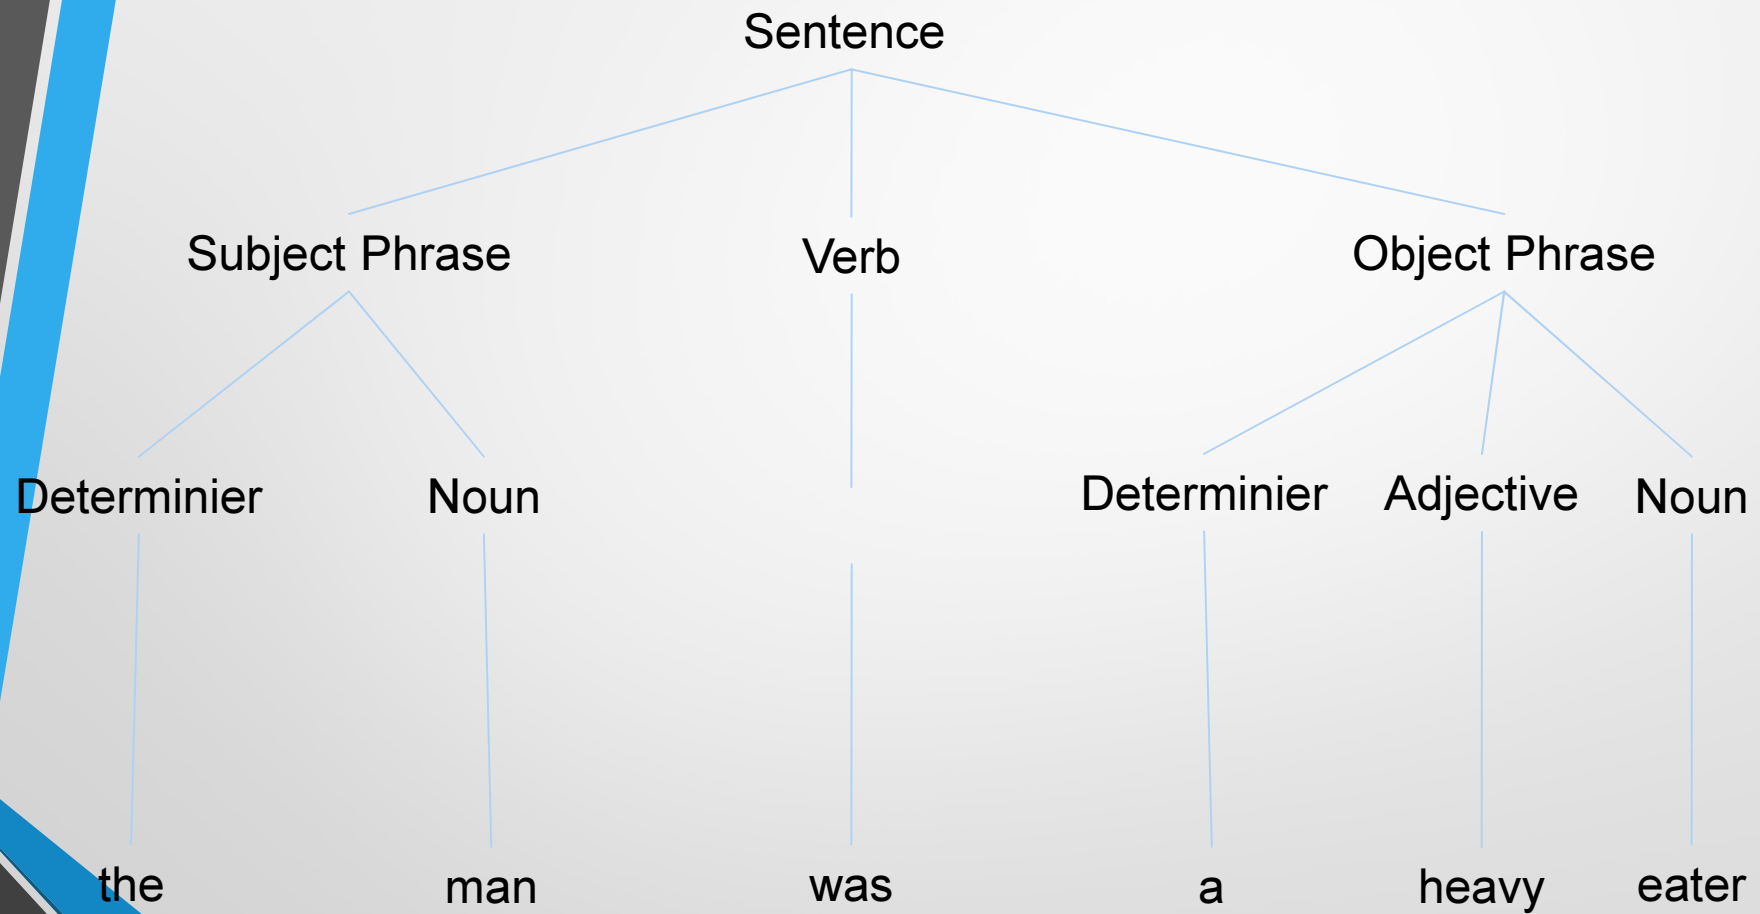 Sentence
Subject Phrase Verb Object Phrase
Determinier Noun Determinier Adjective Noun
the man was a heavy eater